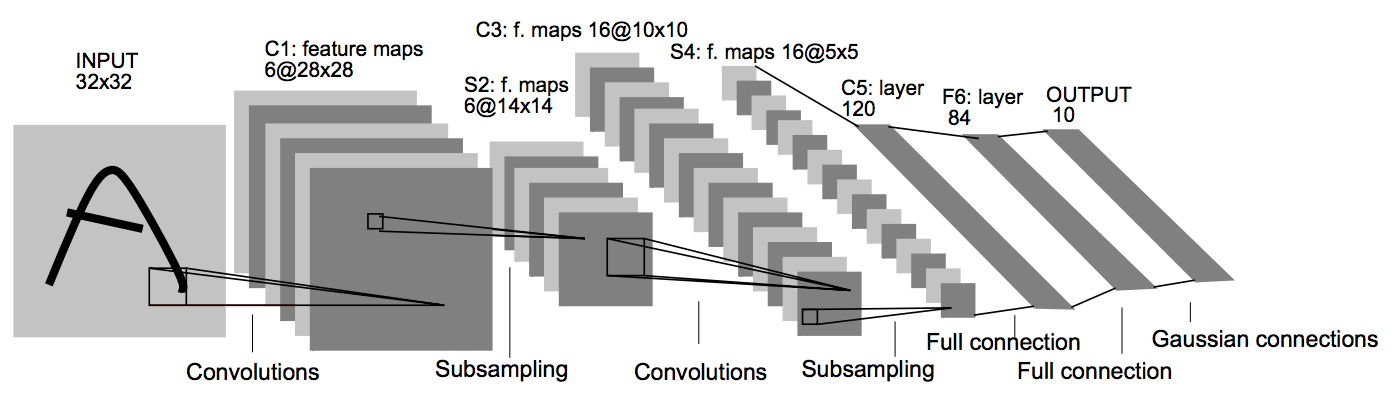 INPUT
32x32
C1: feature maps
6@28x28
S2: f. maps
6@14x14
C3: f. maps 16@10x10
S4: f. maps 16@5x5
C5: layer
120
F6: layer
84
OUTPUT
10
Convolutions
Subsampling
Convolutions
Subsampling
Full connection
Full connection
Gaussian connections